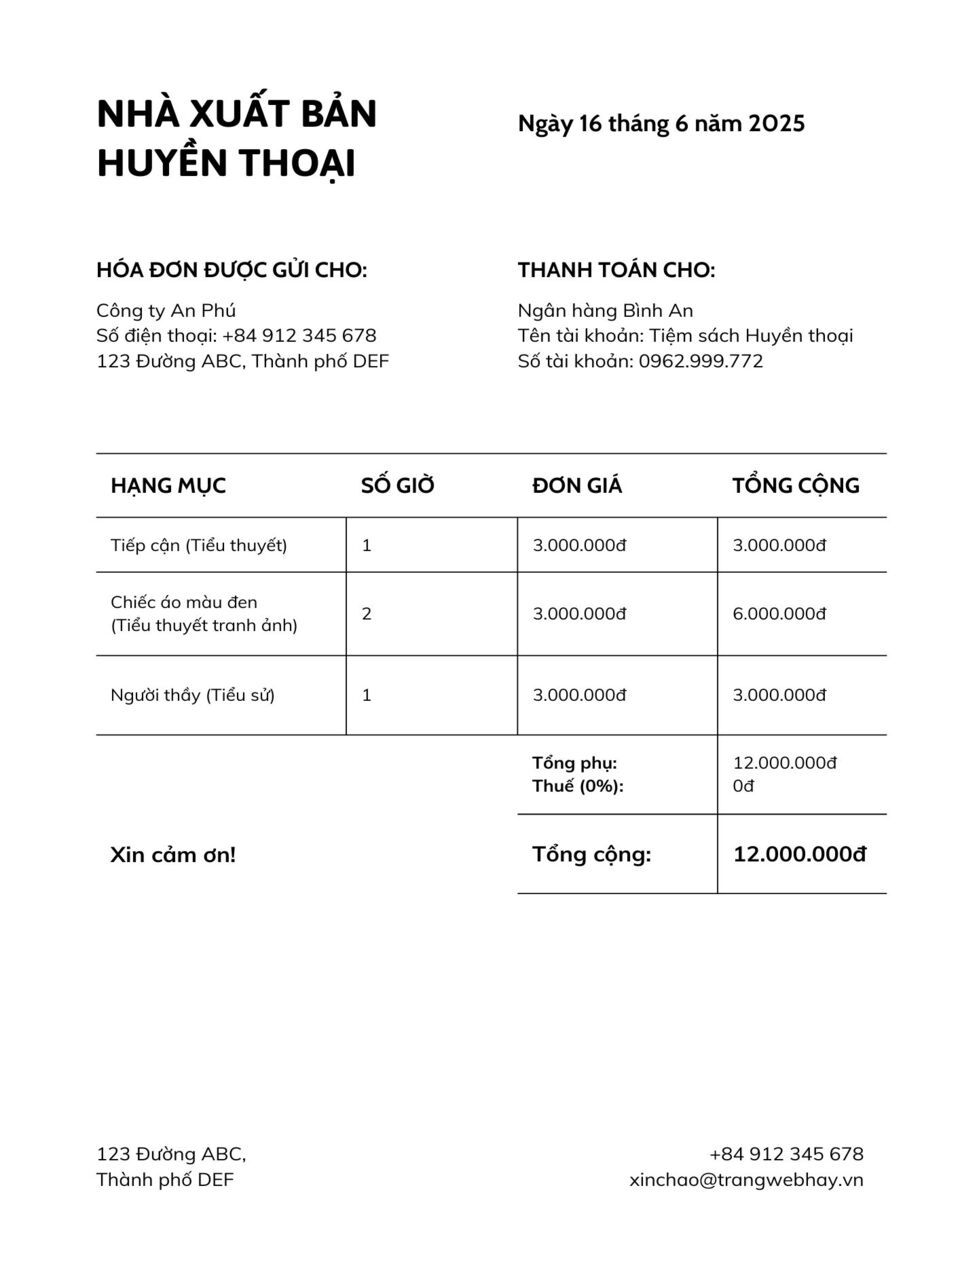 NHÀ XUẤT BẢN
HUYỀN THOẠI
Ngày 16 tháng 6 năm 2025
HÓA ĐƠN ĐƯỢC GỬI CHO:
Công ty An Phú
Số điện thoại: +84 912 345 678
123 Đường ABC, Thành phố DEF
THANH TOÁN CHO:
Ngân hàng Bình An
Tên tài khoản: Tiệm sách Huyền thoại
Số tài khoản: 0962.999.772
HẠNG MỤC SỐ GIỜ ĐƠN GIÁ TỔNG CỘNG
Tiếp cận (Tiểu thuyết) 1 3.000.000đ 3.000.000đ
Chiếc áo màu đen
(Tiểu thuyết tranh ảnh) 2 3.000.000đ 6.000.000đ
Người thầy (Tiểu sử) 1 3.000.000đ 3.000.000đ
Tổng phụ: 12.000.000đ
Thuế (0%): 0đ
Xin cảm ơn! Tổng cộng: 12.000.000đ
123 Đường ABC,
Thành phố DEF
+84 912 345 678
xinchao@trangwebhay.vn